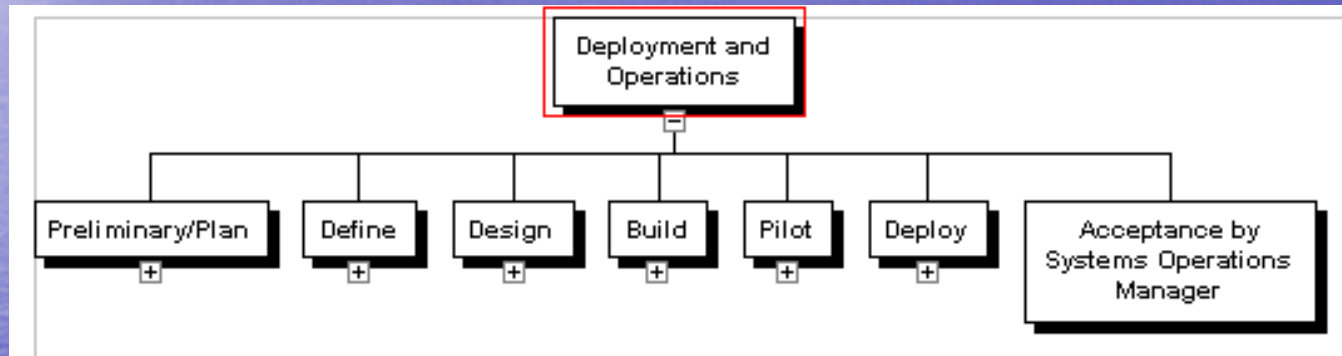 Deployment and
Operations
Preliminary/Plan
Define
Design
Build
Pilot
Deploy
Acceptance by
Systems Operations
Manager